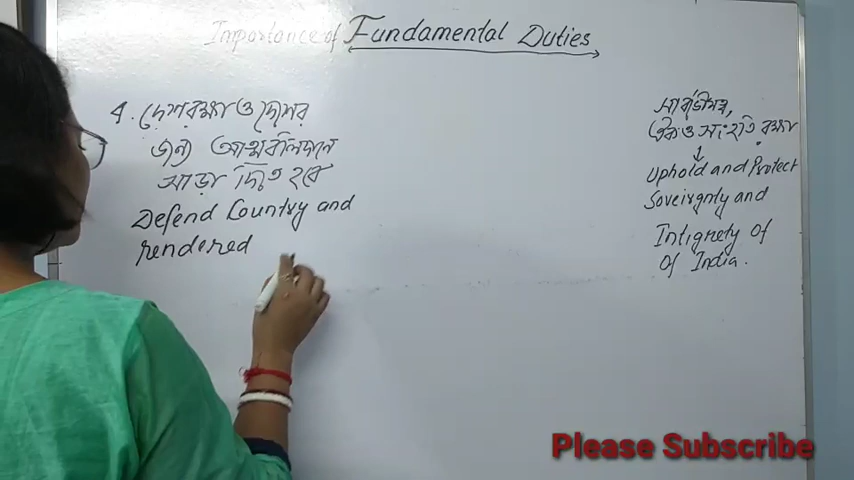 Importance of Fundamental Duties
4. দেশরক্ষা ও দেশের
জন্য আত্মবলিদানে
সাড়া দিতে হবে
Defend Country and
rendered
সার্বভৌমত্ব,
ঐক্য ও সংহতি রক্ষা
Uphold and Protect
Soveirgnty and
Intigrety of
of India.
Please Subscribe